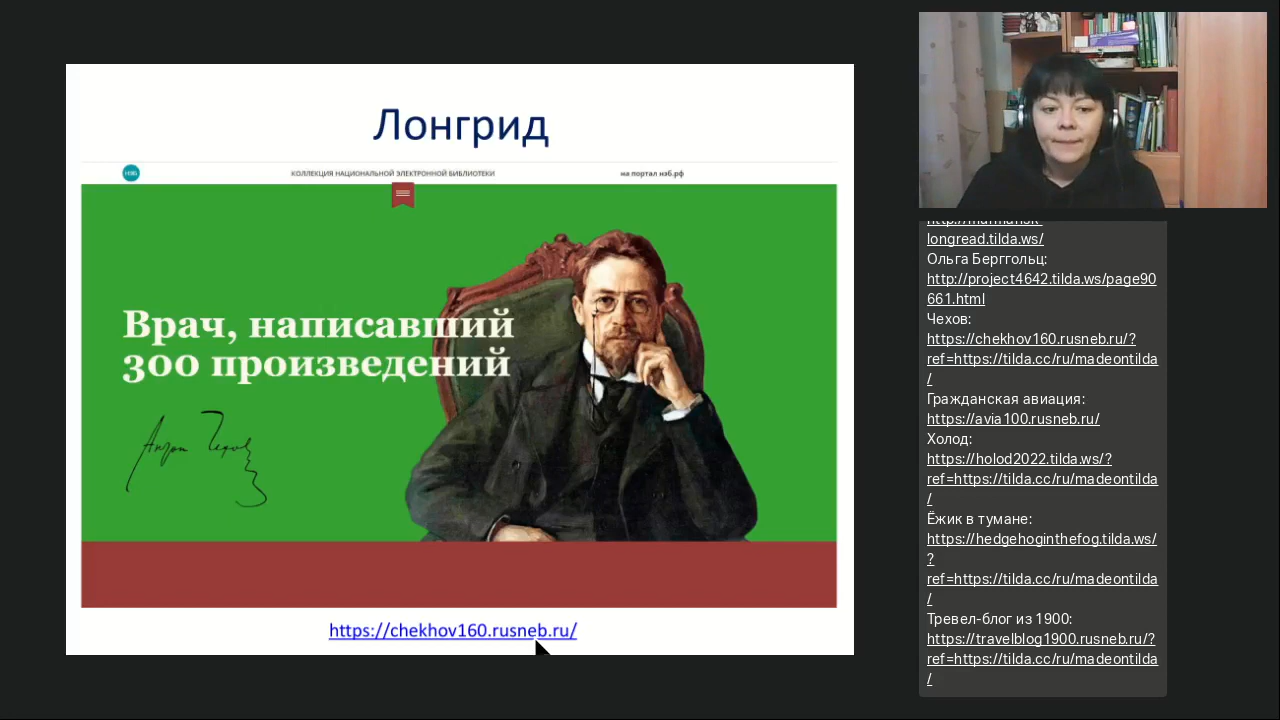 Лонгрид
НЭБ
КОЛЛЕКЦИЯ НАЦИОНАЛЬНОЙ ЭЛЕКТРОННОЙ БИБЛИОТЕКИ
на портал нэб.рф
Врач, написавший
300 произведений
Антон Чехов
https://chekhov160.rusneb.ru/
longread.tilda.ws/
Ольга Берггольц:
http://project4642.tilda.ws/page90
661.html
Чехов:
https://chekhov160.rusneb.ru/?
ref=https://tilda.cc/ru/madeontilda
/
Гражданская авиация:
https://avia100.rusneb.ru/
Холод:
https://holod2022.tilda.ws/?
ref=https://tilda.cc/ru/madeontilda
/
Ёжик в тумане:
https://hedgehoginthefog.tilda.ws/
?
ref=https://tilda.cc/ru/madeontilda
/
Тревел-блог из 1900:
https://travelblog1900.rusneb.ru/?
ref=https://tilda.cc/ru/madeontilda
/